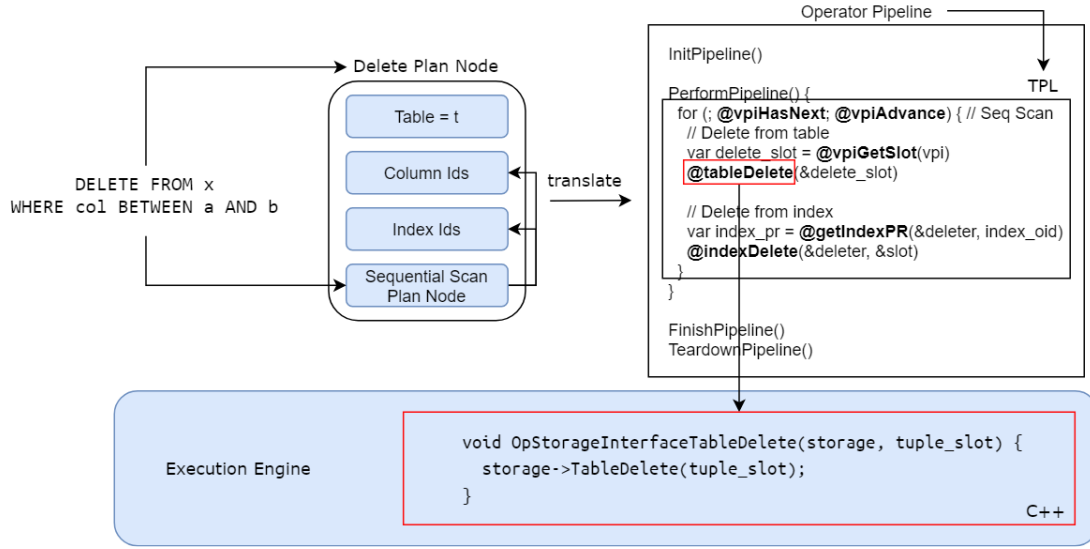 Operator Pipeline
Delete Plan Node
Table = t
Column Ids
Index Ids
Sequential Scan
Plan Node
DELETE FROM x
WHERE col BETWEEN a AND b
translate
TPL
InitPipeline()
PerformPipeline() {
for (; @vpiHasNext; @vpiAdvance) { // Seq Scan
// Delete from table
var delete_slot = @vpiGetSlot(vpi)
@tableDelete(&delete_slot)
// Delete from index
var index_pr = @getIndexPR(&deleter, index_oid)
@indexDelete(&deleter, &slot)
}
}
FinishPipeline()
TeardownPipeline()
Execution Engine
void OpStorageInterfaceTableDelete(storage, tuple_slot) {
storage->TableDelete(tuple_slot);
}
C++